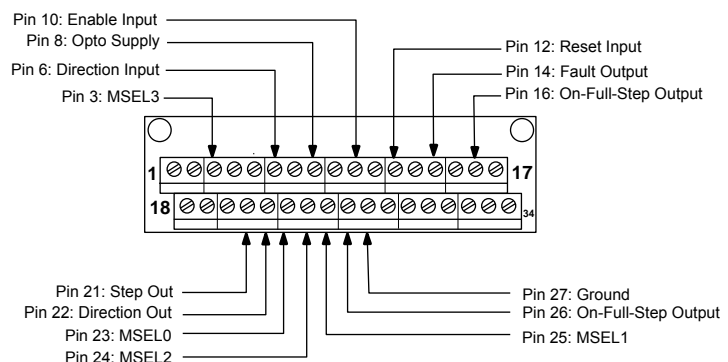 Pin 10: Enable Input
Pin 8: Opto Supply
Pin 6: Direction Input
Pin 3: MSEL3
Pin 12: Reset Input
Pin 14: Fault Output
Pin 16: On-Full-Step Output
1
17
18
34
Pin 21: Step Out
Pin 22: Direction Out
Pin 23: MSEL0
Pin 24: MSEL2
Pin 27: Ground
Pin 26: On-Full-Step Output
Pin 25: MSEL1